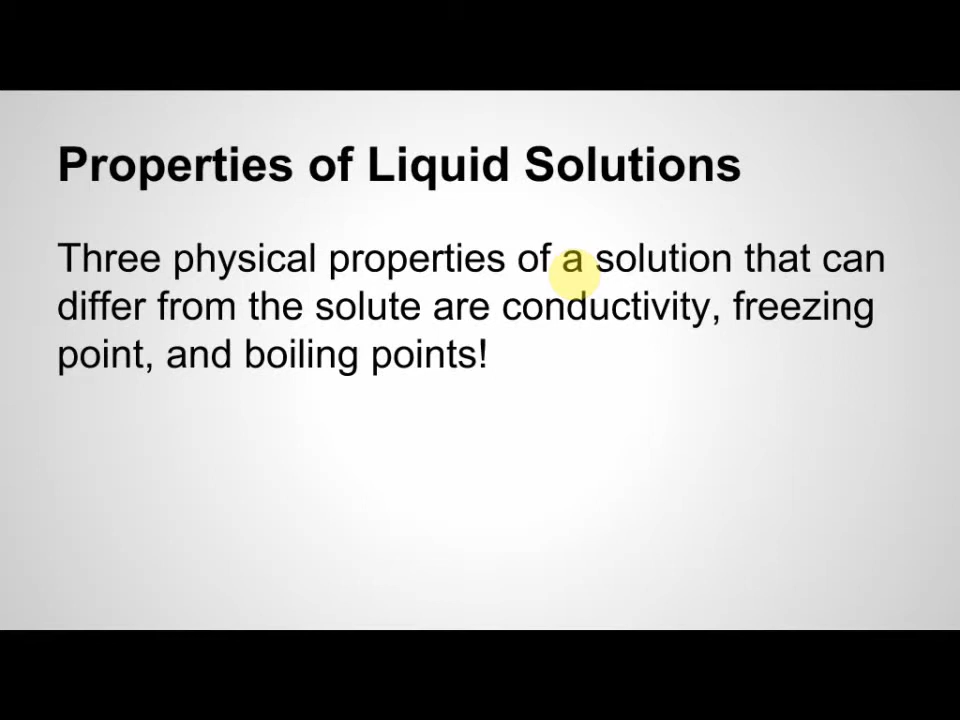 Properties of Liquid Solutions
Three physical properties of a solution that can
differ from the solute are conductivity, freezing
point, and boiling points!